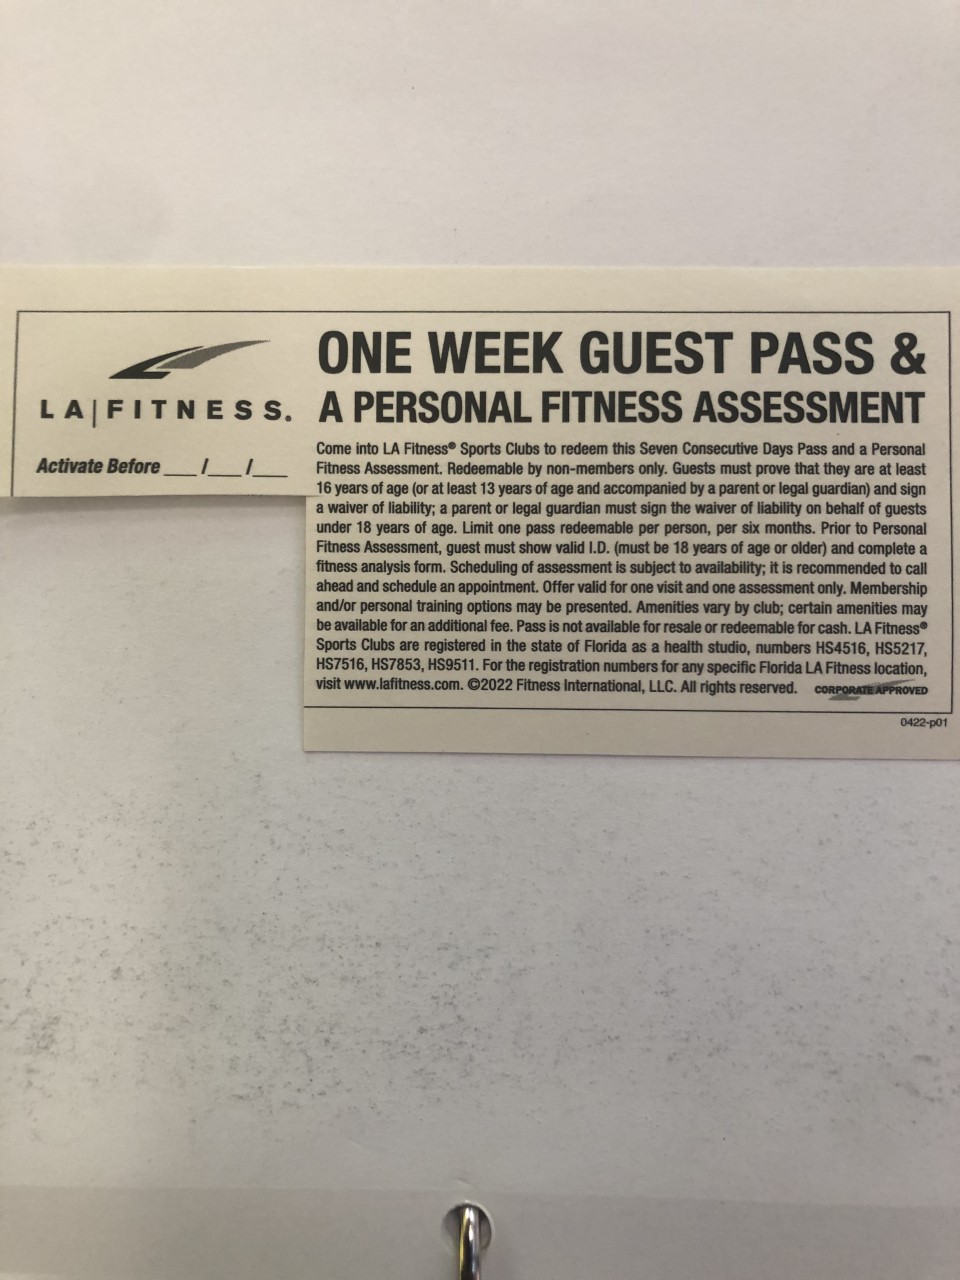 LA|FITNESS.
Activate Before ___/___/___
ONE WEEK GUEST PASS &
A PERSONAL FITNESS ASSESSMENT
Come into LA Fitness® Sports Clubs to redeem this Seven Consecutive Days Pass and a Personal
Fitness Assessment. Redeemable by non-members only. Guests must prove that they are at least
16 years of age (or at least 13 years of age and accompanied by a parent or legal guardian) and sign
a waiver of liability; a parent or legal guardian must sign the waiver of liability on behalf of guests
under 18 years of age. Limit one pass redeemable per person, per six months. Prior to Personal
Fitness Assessment, guest must show valid I.D. (must be 18 years of age or older) and complete a
fitness analysis form. Scheduling of assessment is subject to availability; it is recommended to call
ahead and schedule an appointment. Offer valid for one visit and one assessment only. Membership
and/or personal training options may be presented. Amenities vary by club; certain amenities may
be available for an additional fee. Pass is not available for resale or redeemable for cash. LA Fitness®
Sports Clubs are registered in the state of Florida as a health studio, numbers HS4516, HS5217,
HS7516, HS7853, HS9511. For the registration numbers for any specific Florida LA Fitness location,
visit www.lafitness.com. ©2022 Fitness International, LLC. All rights reserved. CORPORATE APPROVED
0422-p01